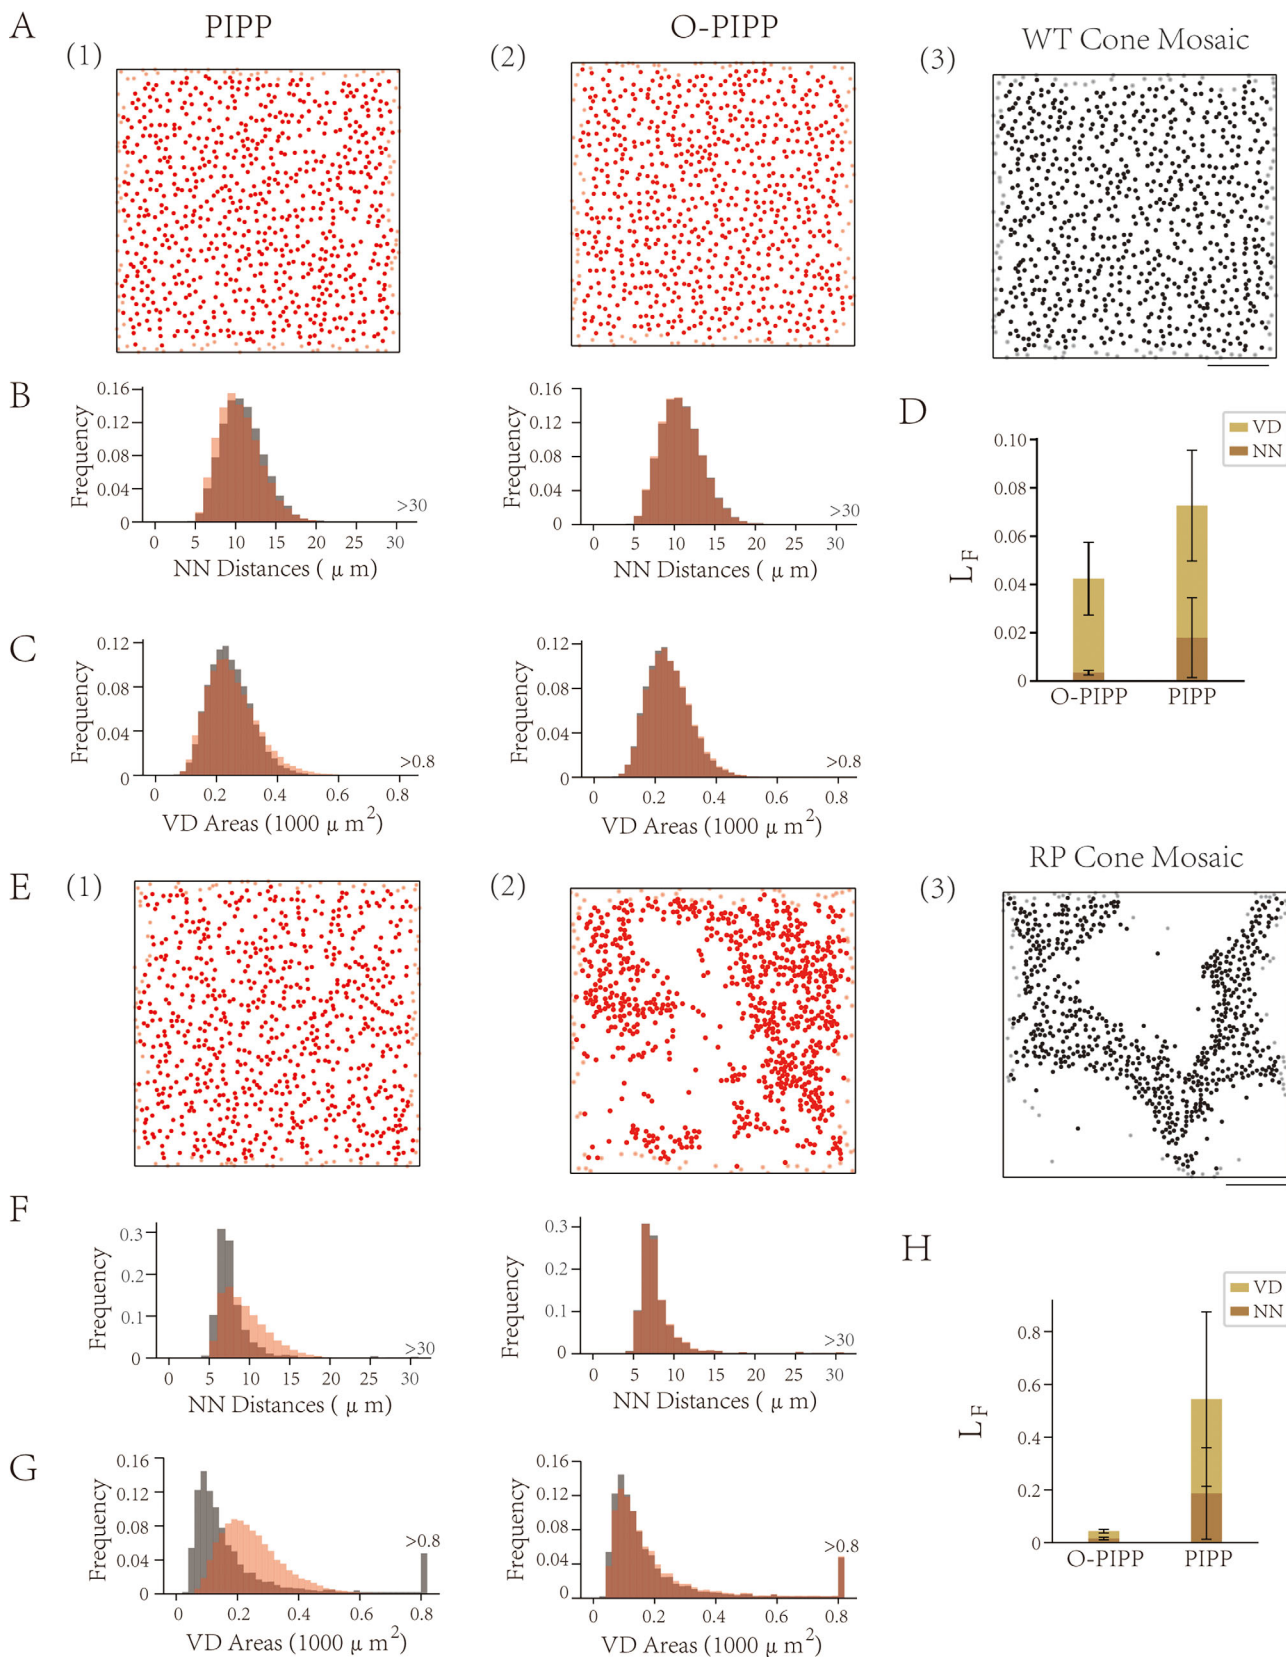 A PIPP O-PIPP WT Cone Mosaic
(1) (2) (3)
B
Frequency
0.16
0.12
0.08
0.04
0
>30
0 5 10 15 20 25 30
NN Distances ( μ m)
Frequency
0.16
0.12
0.08
0.04
0
>30
0 5 10 15 20 25 30
NN Distances ( μ m)
C
Frequency
0.12
0.08
0.04
0
>0.8
0 0.2 0.4 0.6 0.8
VD Areas (1000 μ m²)
Frequency
0.12
0.08
0.04
0
>0.8
0 0.2 0.4 0.6 0.8
VD Areas (1000 μ m²)
D
VD
NN
L_F
0.10
0.08
0.06
0.04
0.02
0
O-PIPP PIPP
RP Cone Mosaic
E (1) (2) (3)
F
Frequency
0.3
0.2
0.1
0
>30
0 5 10 15 20 25 30
NN Distances ( μ m)
Frequency
0.3
0.2
0.1
0
>30
0 5 10 15 20 25 30
NN Distances ( μ m)
G
Frequency
0.16
0.12
0.08
0.04
0
>0.8
0 0.2 0.4 0.6 0.8
VD Areas (1000 μ m²)
Frequency
0.16
0.12
0.08
0.04
0
>0.8
0 0.2 0.4 0.6 0.8
VD Areas (1000 μ m²)
H
VD
NN
L_F
0.8
0.6
0.4
0.2
0
O-PIPP PIPP